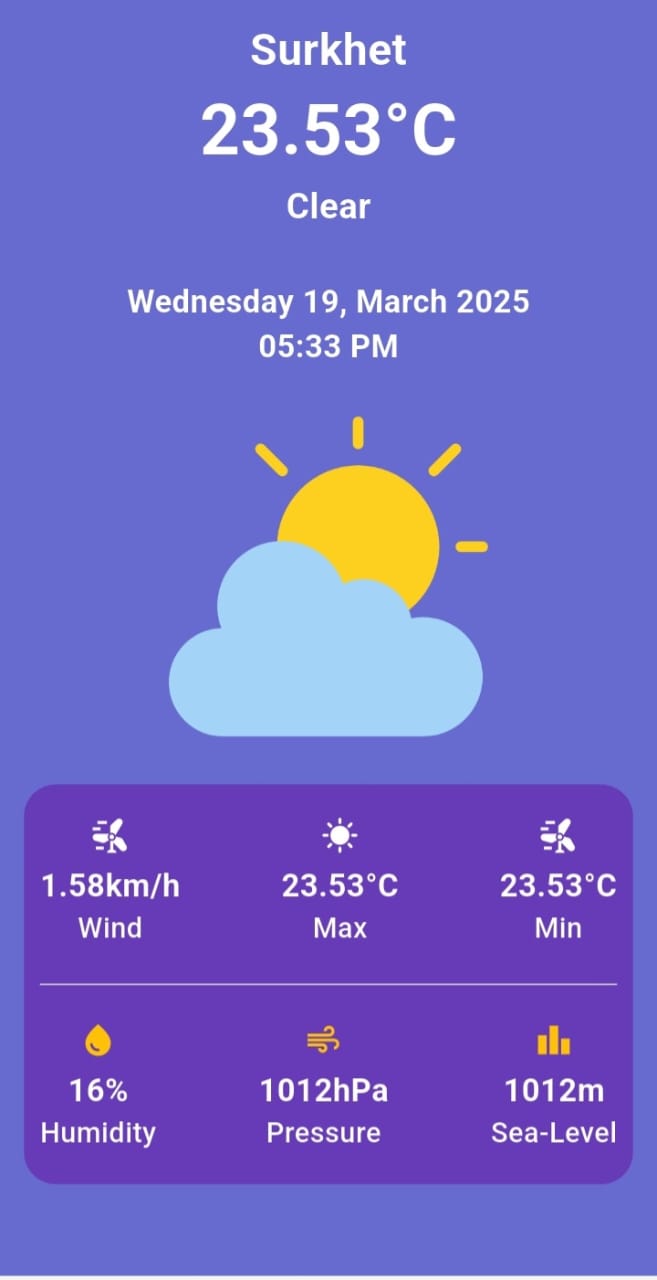 Surkhet
23.53°C
Clear
Wednesday 19, March 2025
05:33 PM
1.58km/h 23.53°C 23.53°C
Wind Max Min
16% 1012hPa 1012m
Humidity Pressure Sea-Level